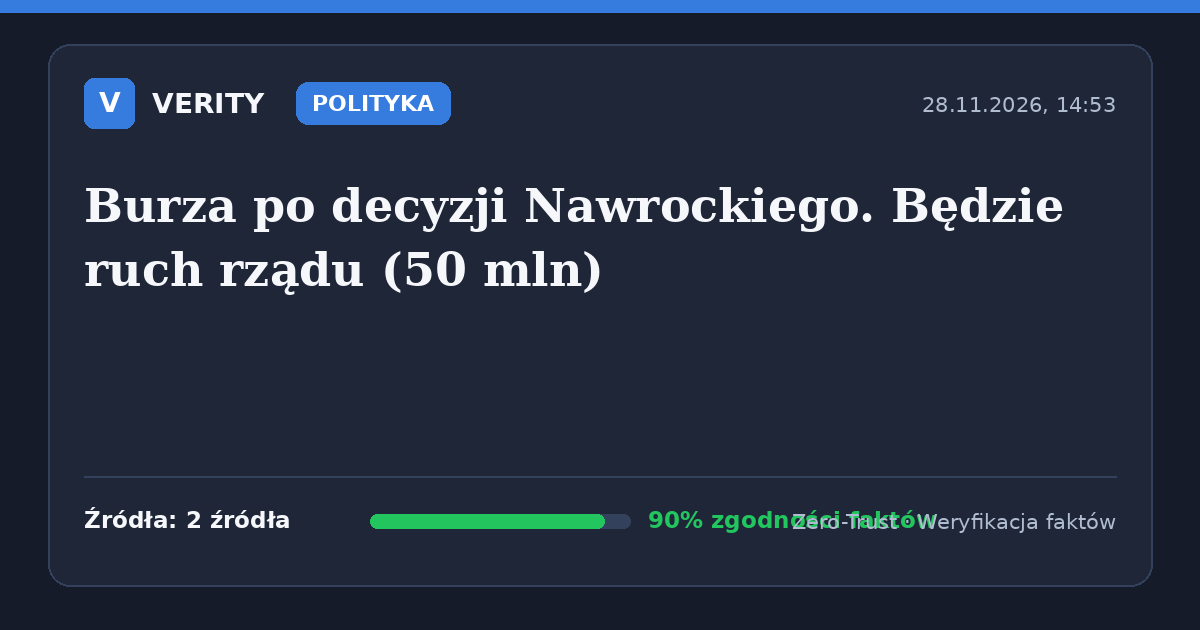 V VERITY POLITYKA 28.11.2026, 14:53
Burza po decyzji Nawrockiego. Będzie
ruch rządu (50 mln)
Źródła: 2 źródła 90% zgodności faktów Zero-Trust · Weryfikacja faktów